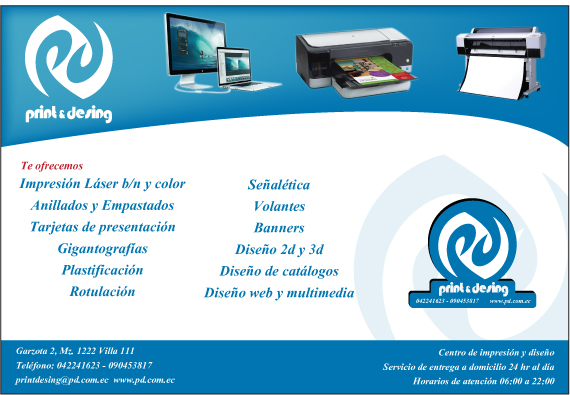 print & desing
Te ofrecemos
Impresión Láser b/n y color
Anillados y Empastados
Tarjetas de presentación
Gigantografias
Plastificación
Rotulación
Señalética
Volantes
Banners
Diseño 2d y 3d
Diseño de catálogos
Diseño web y multimedia
print & desing
042241623 - 090453817 www.pd.com.ec
Garzota 2, Mz. 1222 Villa 111
Teléfono: 042241623 - 090453817
printdesing@pd.com.ec www.pd.com.ec
Centro de impresión y diseño
Servicio de entrega a domicilio 24 hr al dia
Horarios de atención 06:00 a 22:00